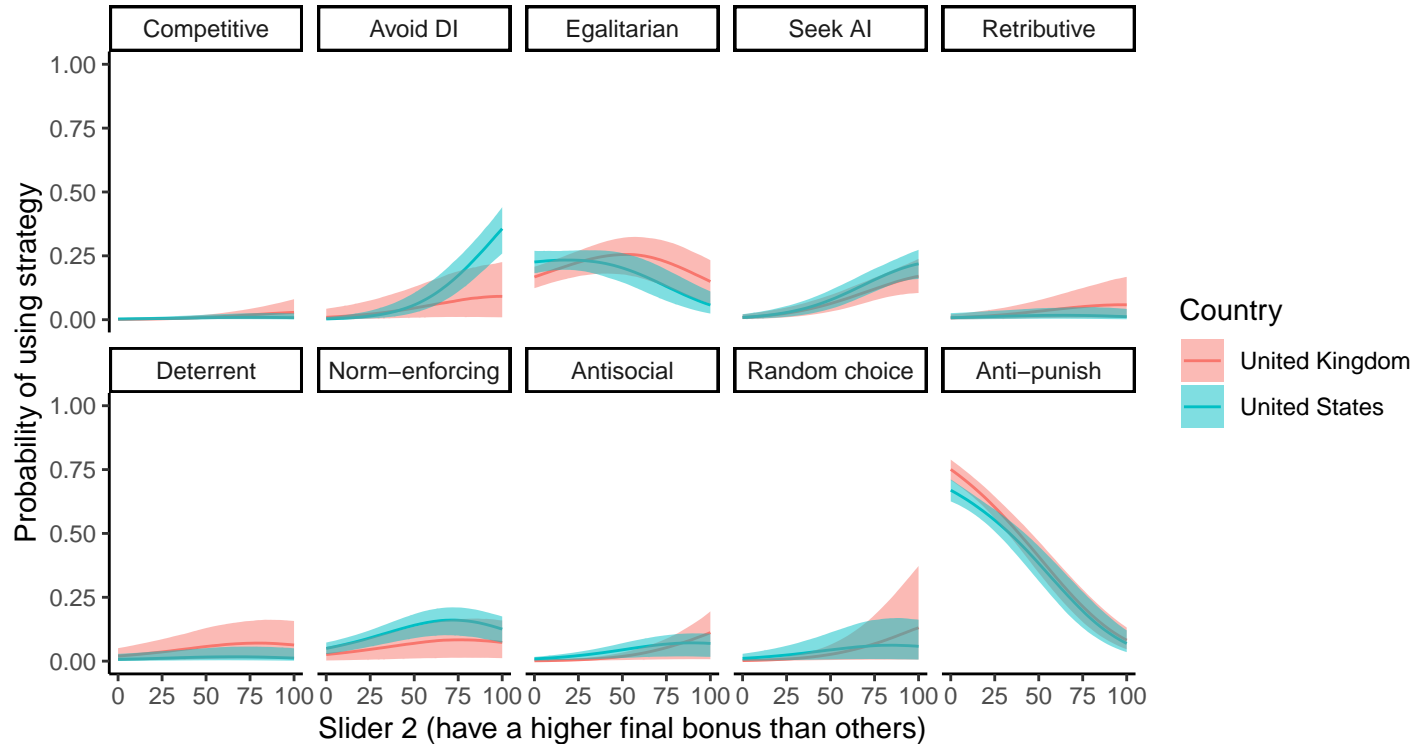 Competitive Avoid DI Egalitarian Seek AI Retributive
1.00
0.75
0.50
0.25
0.00
Deterrent Norm−enforcing Antisocial Random choice Anti−punish
1.00
0.75
0.50
0.25
0.00
0 25 50 75 100 0 25 50 75 100 0 25 50 75 100 0 25 50 75 100 0 25 50 75 100
Slider 2 (have a higher final bonus than others)
Probability of using strategy
Country
United Kingdom
United States